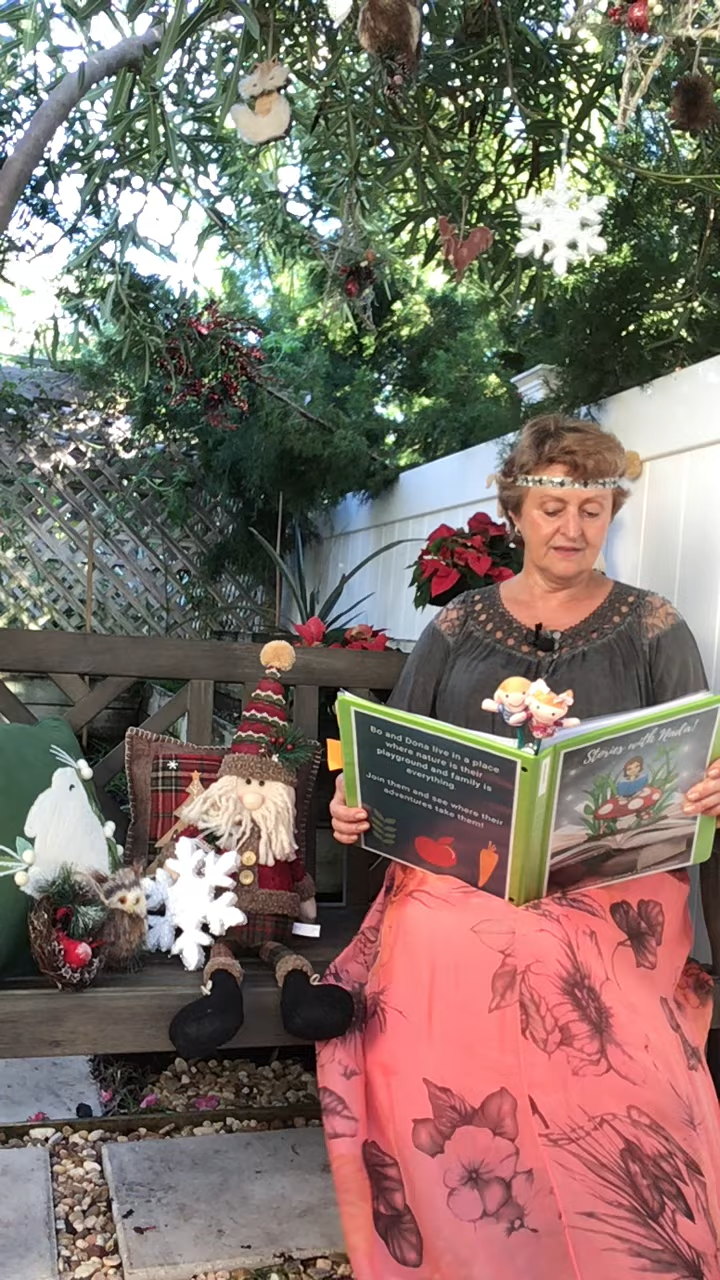 Bo and Dona live in a place
where nature is their
playground and family is
everything.
Join them and see where their
adventures take them!
Stories with Naida!